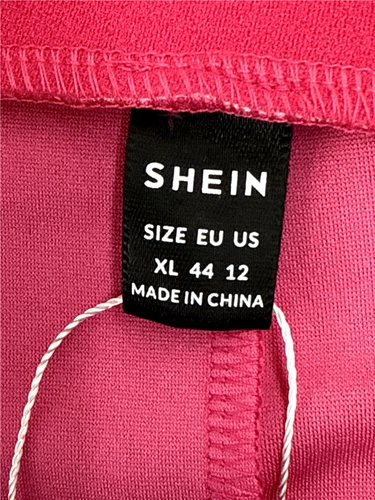 SHEIN
SIZE EU US
XL 44 12
MADE IN CHINA